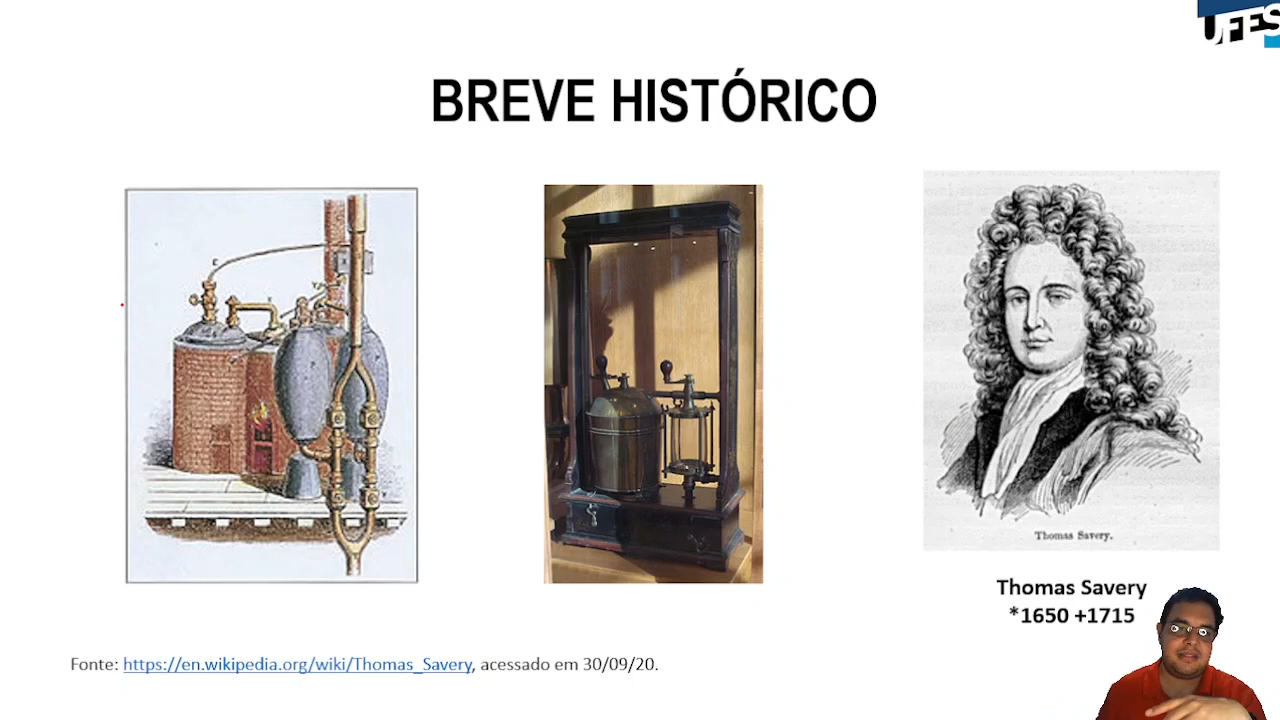 UFES
BREVE HISTÓRICO
Thomas Savery.
Thomas Savery
*1650 +1715
Fonte: https://en.wikipedia.org/wiki/Thomas_Savery, acessado em 30/09/20.